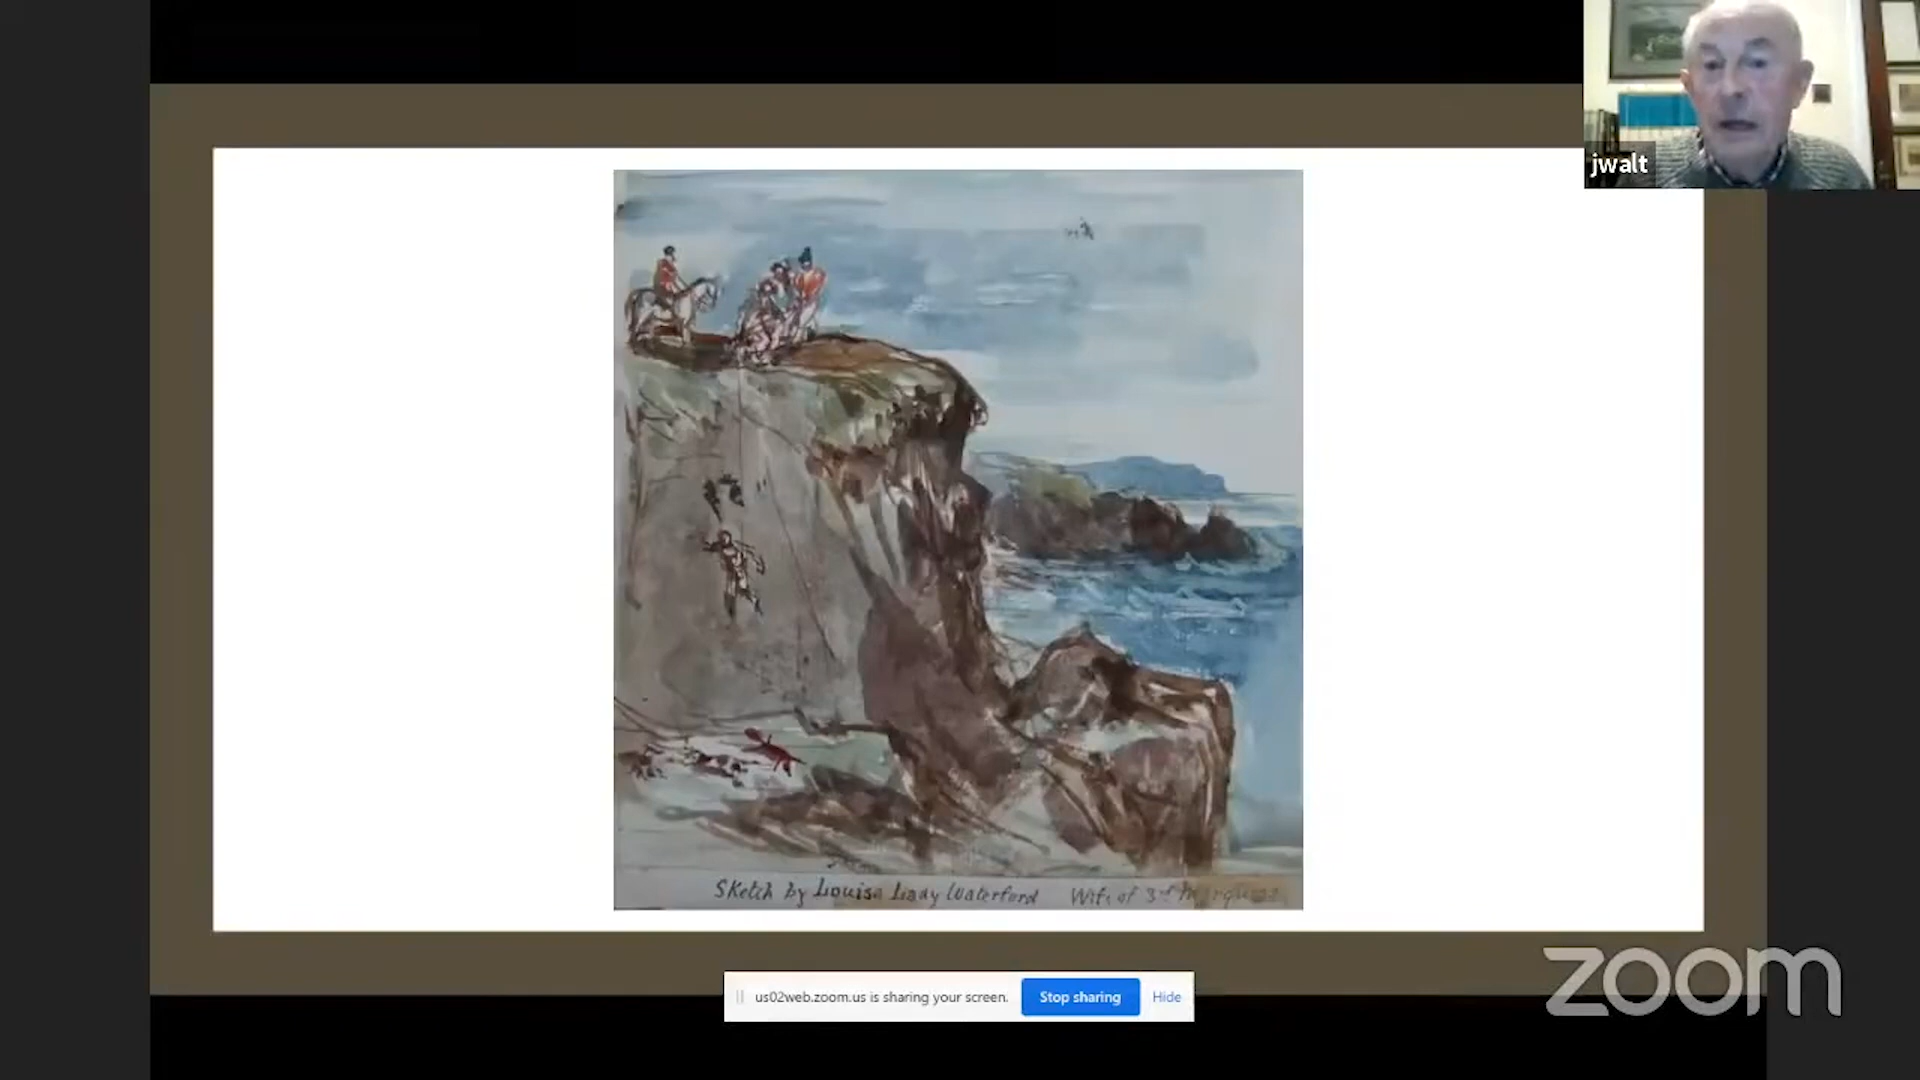 jwalt
Sketch by Louisa Lady Waterford Wife of 3rd Marquess
us02web.zoom.us is sharing your screen. Stop sharing Hide
zoom